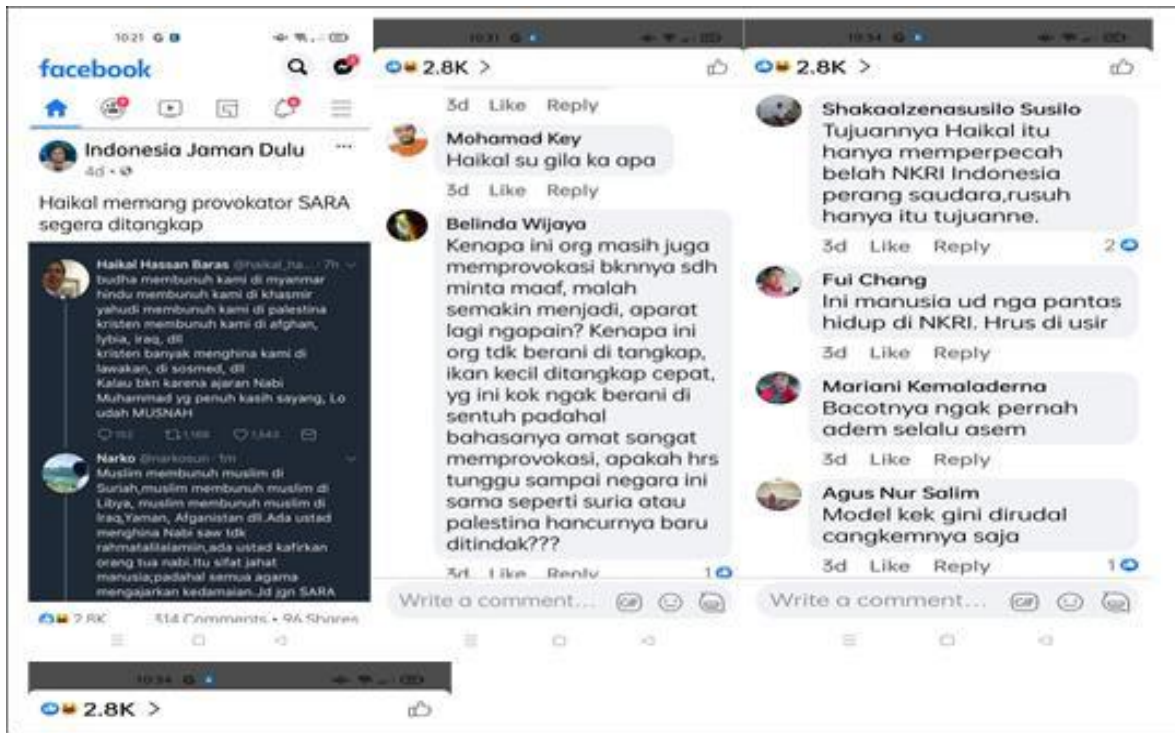 10:21 G
facebook
Indonesia Jaman Dulu ...
4d
Haikal memang provokator SARA
segera ditangkap
Haikal Hassan Baras @haikal_ha... · 7h
budha membunuh kami di myanmar
hindu membunuh kami di khasmir
yahudi membunuh kami di palestina
kristen membunuh kami di afghan,
lybia, iraq, dll
kristen banyak menghina kami di
lawakan, di sosmed, dll
Kalau bkn karena ajaran Nabi
Muhammad yg penuh kasih sayang, Lo
udah MUSNAH
Narko @narkosun · 1m
Muslim membunuh muslim di
Suriah,muslim membunuh muslim di
Libya, muslim membunuh muslim di
Iraq,Yaman, Afganistan dll.Ada ustad
menghina Nabi saw tdk
rahmatalilalamiin,ada ustad kafirkan
orang tua nabi.Itu sifat jahat
manusia;padahal semua agama
mengajarkan kedamaian.Jd jgn SARA
2.8K 314 Comments • 96 Shares
10:31 G
2.8K >
3d Like Reply
Mohamad Key
Haikal su gila ka apa
3d Like Reply
Belinda Wijaya
Kenapa ini org masih juga
memprovokasi bknnya sdh
minta maaf, malah
semakin menjadi, aparat
lagi ngapain? Kenapa ini
org tdk berani di tangkap,
ikan kecil ditangkap cepat,
yg ini kok ngak berani di
sentuh padahal
bahasanya amat sangat
memprovokasi, apakah hrs
tunggu sampai negara ini
sama seperti suria atau
palestina hancurnya baru
ditindak???
3d Like Reply 1
Write a comment... GIF
10:34 G
2.8K >
Shakaalzenasusilo Susilo
Tujuannya Haikal itu
hanya memperpecah
belah NKRI Indonesia
perang saudara,rusuh
hanya itu tujuanne.
3d Like Reply 2
Fui Chang
Ini manusia ud nga pantas
hidup di NKRI. Hrus di usir
3d Like Reply
Mariani Kemaladerna
Bacotnya ngak pernah
adem selalu asem
3d Like Reply
Agus Nur Salim
Model kek gini dirudal
cangkemnya saja
3d Like Reply 1
Write a comment... GIF
10:34 G
2.8K >